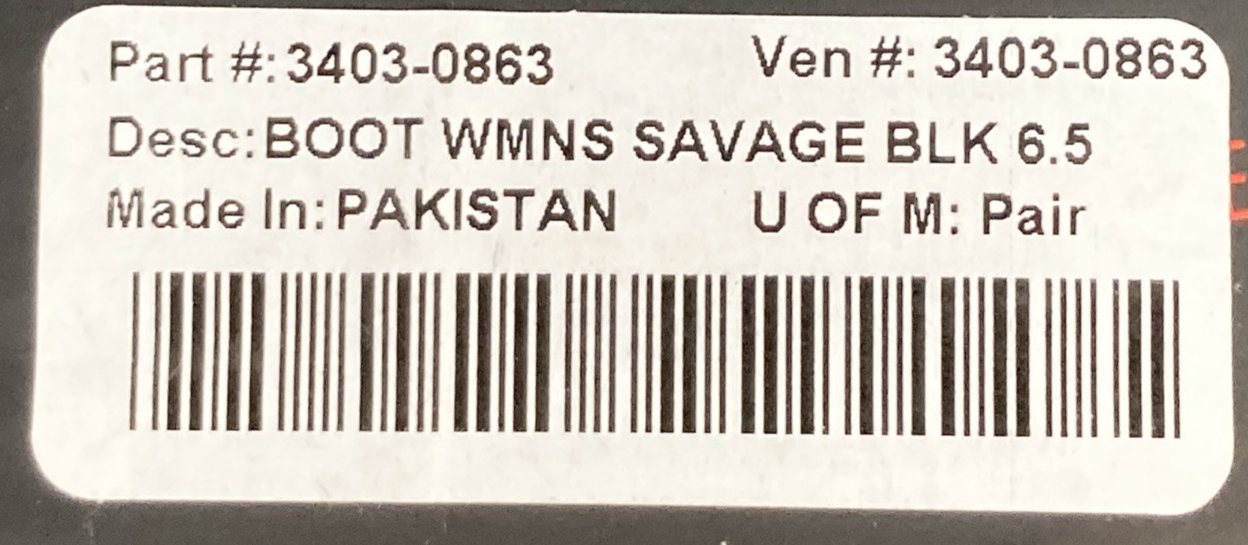 Part #: 3403-0863 Ven #: 3403-0863
Desc: BOOT WMNS SAVAGE BLK 6.5
Made In: PAKISTAN U OF M: Pair